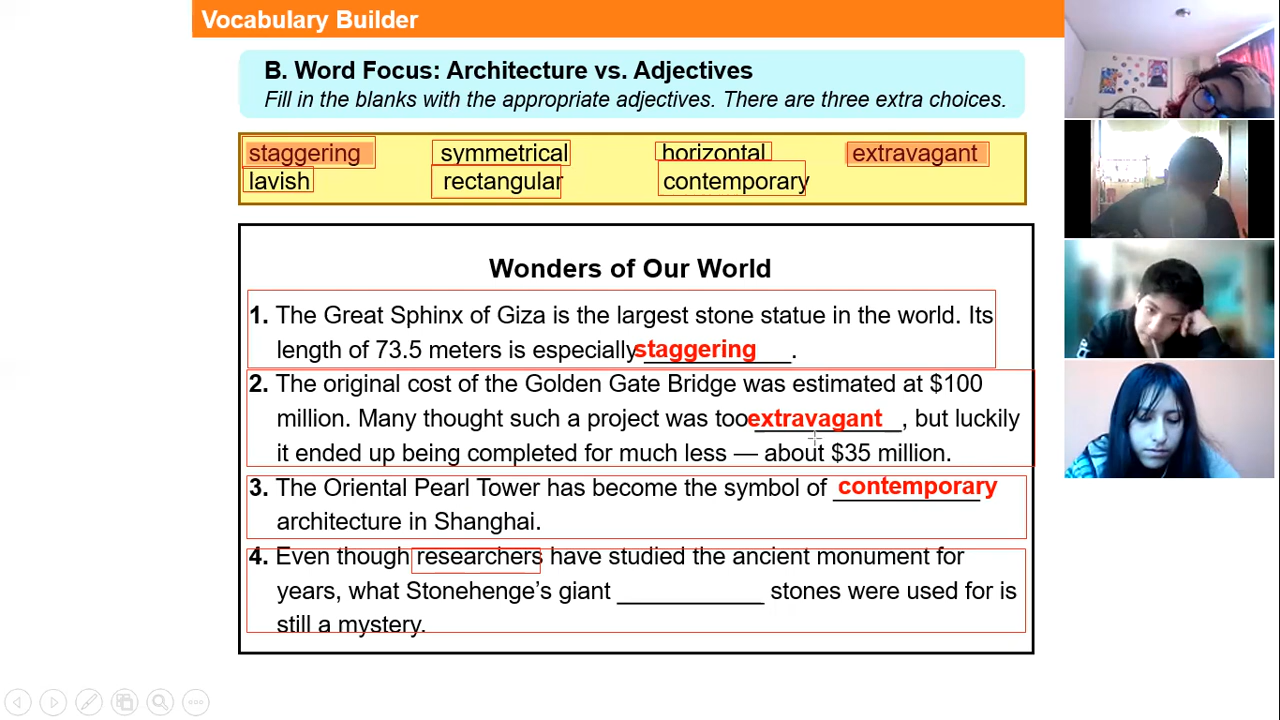 Vocabulary Builder
B. Word Focus: Architecture vs. Adjectives
Fill in the blanks with the appropriate adjectives. There are three extra choices.
staggering symmetrical horizontal extravagant
lavish rectangular contemporary
Wonders of Our World
1. The Great Sphinx of Giza is the largest stone statue in the world. Its
length of 73.5 meters is especially staggering.
2. The original cost of the Golden Gate Bridge was estimated at $100
million. Many thought such a project was too extravagant, but luckily
it ended up being completed for much less — about $35 million.
3. The Oriental Pearl Tower has become the symbol of contemporary
architecture in Shanghai.
4. Even though researchers have studied the ancient monument for
years, what Stonehenge’s giant ____________ stones were used for is
still a mystery.